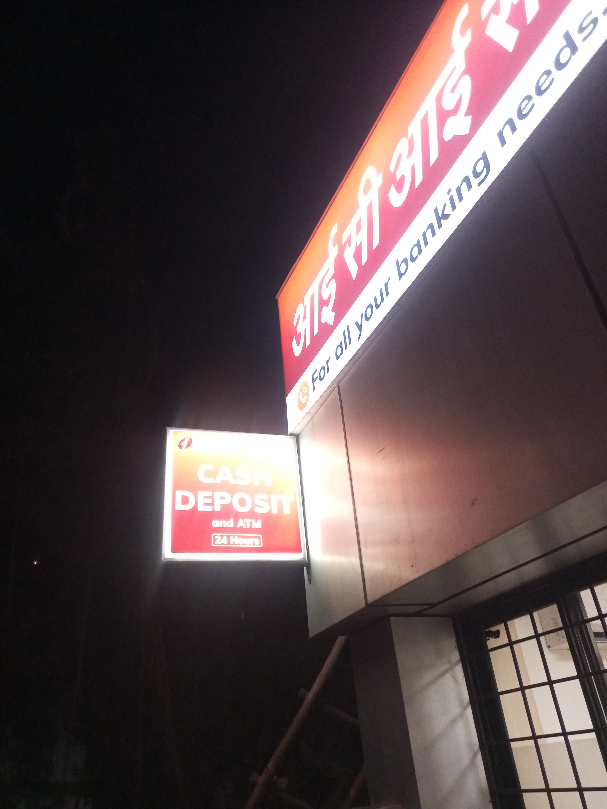 आई सी आई सी
For all your banking needs.
CASH
DEPOSIT
and ATM
24 Hours